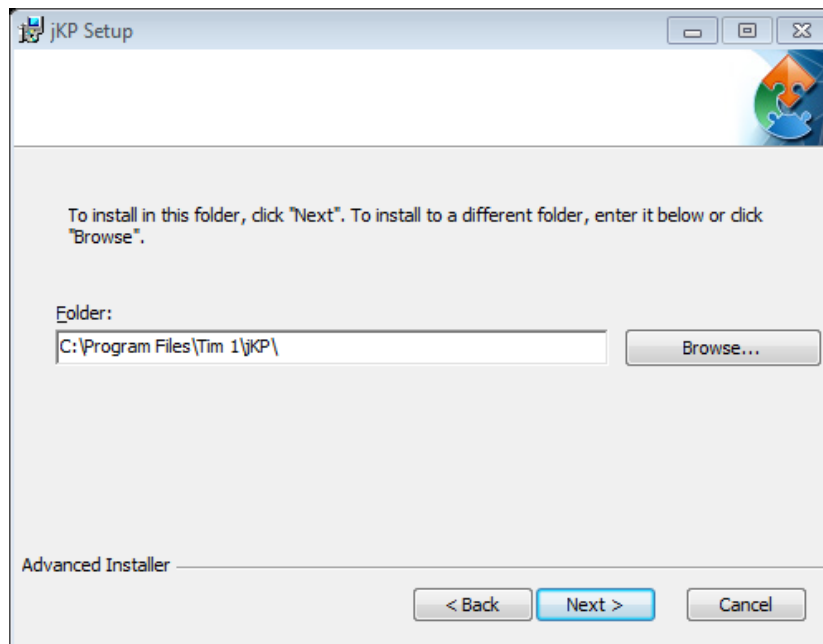 jKP Setup
To install in this folder, click "Next". To install to a different folder, enter it below or click
"Browse".
Folder:
C:\Program Files\Tim 1\jKP\
Browse...
Advanced Installer
< Back
Next >
Cancel